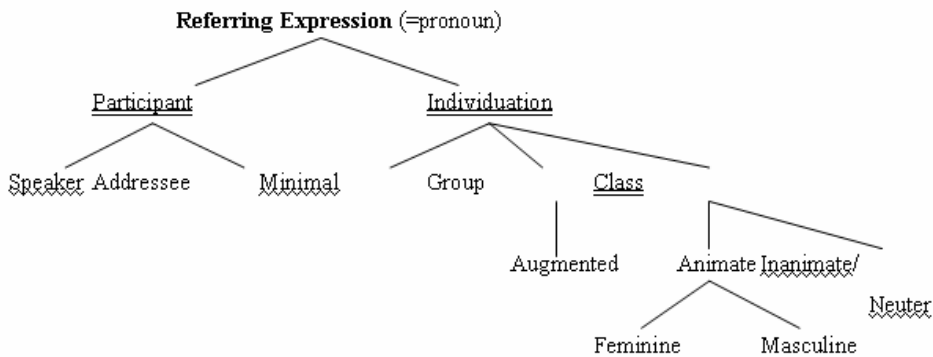 Referring Expression (=pronoun)
Participant Individuation
Speaker Addressee Minimal Group Class
Augmented Animate Inanimate/
Neuter
Feminine Masculine